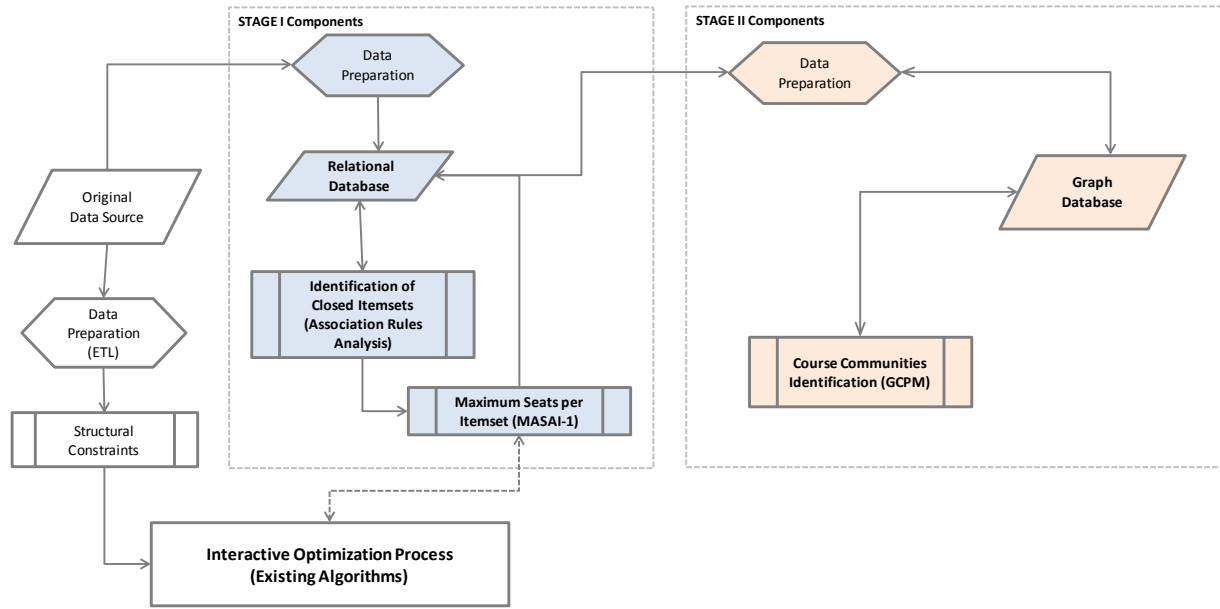 STAGE I Components
Data
Preparation
Relational
Database
Identification of
Closed Itemsets
(Association Rules
Analysis)
Maximum Seats per
Itemset (MASAI-1)
STAGE II Components
Data
Preparation
Graph
Database
Course Communities
Identification (GCPM)
Original
Data Source
Data
Preparation
(ETL)
Structural
Constraints
Interactive Optimization Process
(Existing Algorithms)